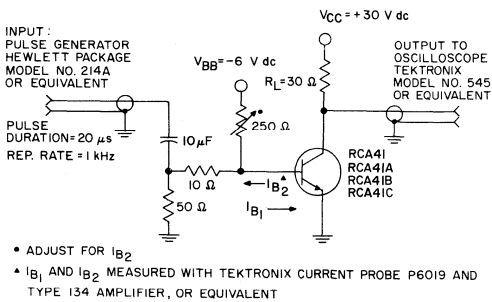 INPUT:
PULSE GENERATOR
HEWLETT PACKAGE
MODEL NO. 214A
OR EQUIVALENT
PULSE
DURATION=20 μs
REP. RATE = 1 kHz
VBB=−6 V dc
VCC=+30 V dc
RL=30 Ω
OUTPUT TO
OSCILLOSCOPE
TEKTRONIX
MODEL NO. 545
OR EQUIVALENT
10 μF
250 Ω
10 Ω
50 Ω
IB2▲
IB1
RCA41
RCA41A
RCA41B
RCA41C
• ADJUST FOR IB2
▲ IB1 AND IB2 MEASURED WITH TEKTRONIX CURRENT PROBE P6019 AND
TYPE 134 AMPLIFIER, OR EQUIVALENT